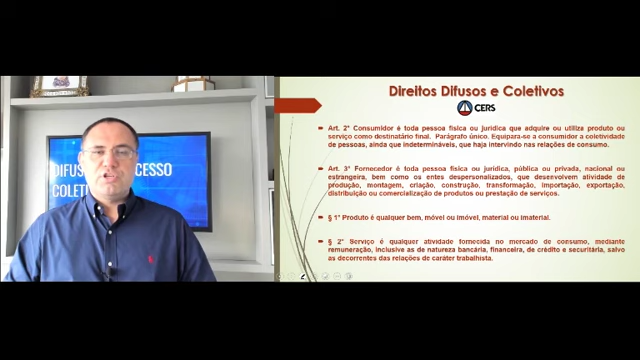 DIFUS
CESSO
COLETI
Direitos Difusos e Coletivos
CERS
Art. 2° Consumidor é toda pessoa física ou jurídica que adquire ou utiliza produto ou
serviço como destinatário final. Parágrafo único. Equipara-se a consumidor a coletividade
de pessoas, ainda que indetermináveis, que haja intervindo nas relações de consumo.
Art. 3° Fornecedor é toda pessoa física ou jurídica, pública ou privada, nacional ou
estrangeira, bem como os entes despersonalizados, que desenvolvem atividade de
produção, montagem, criação, construção, transformação, importação, exportação,
distribuição ou comercialização de produtos ou prestação de serviços.
§ 1° Produto é qualquer bem, móvel ou imóvel, material ou imaterial.
§ 2° Serviço é qualquer atividade fornecida no mercado de consumo, mediante
remuneração, inclusive as de natureza bancária, financeira, de crédito e securitária, salvo
as decorrentes das relações de caráter trabalhista.